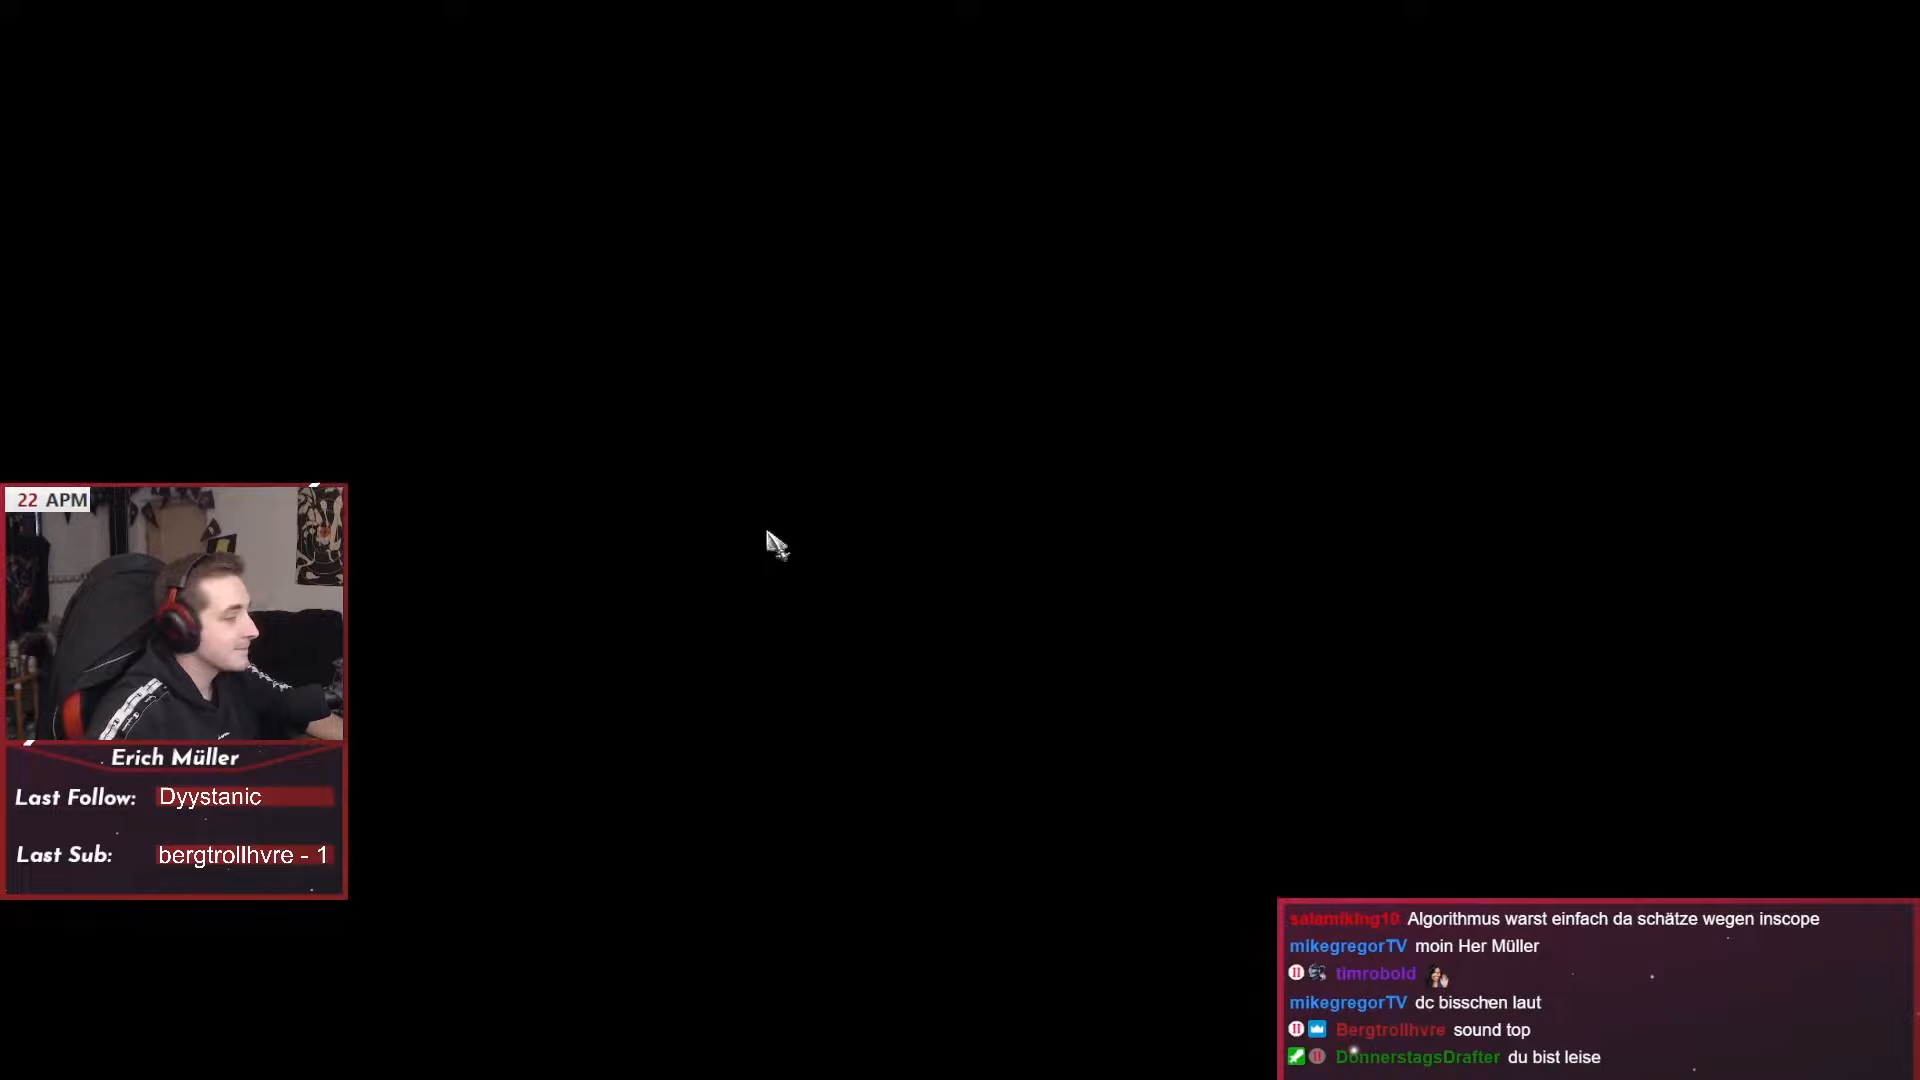 22 APM
Erich Müller
Last Follow: Dyystanic
Last Sub: bergtrollhvre - 1
salamiking10 Algorithmus warst einfach da schätze wegen inscope
mikegregorTV moin Her Müller
timrobold
mikegregorTV dc bisschen laut
Bergtrollhvre sound top
DonnerstagsDrafter du bist leise